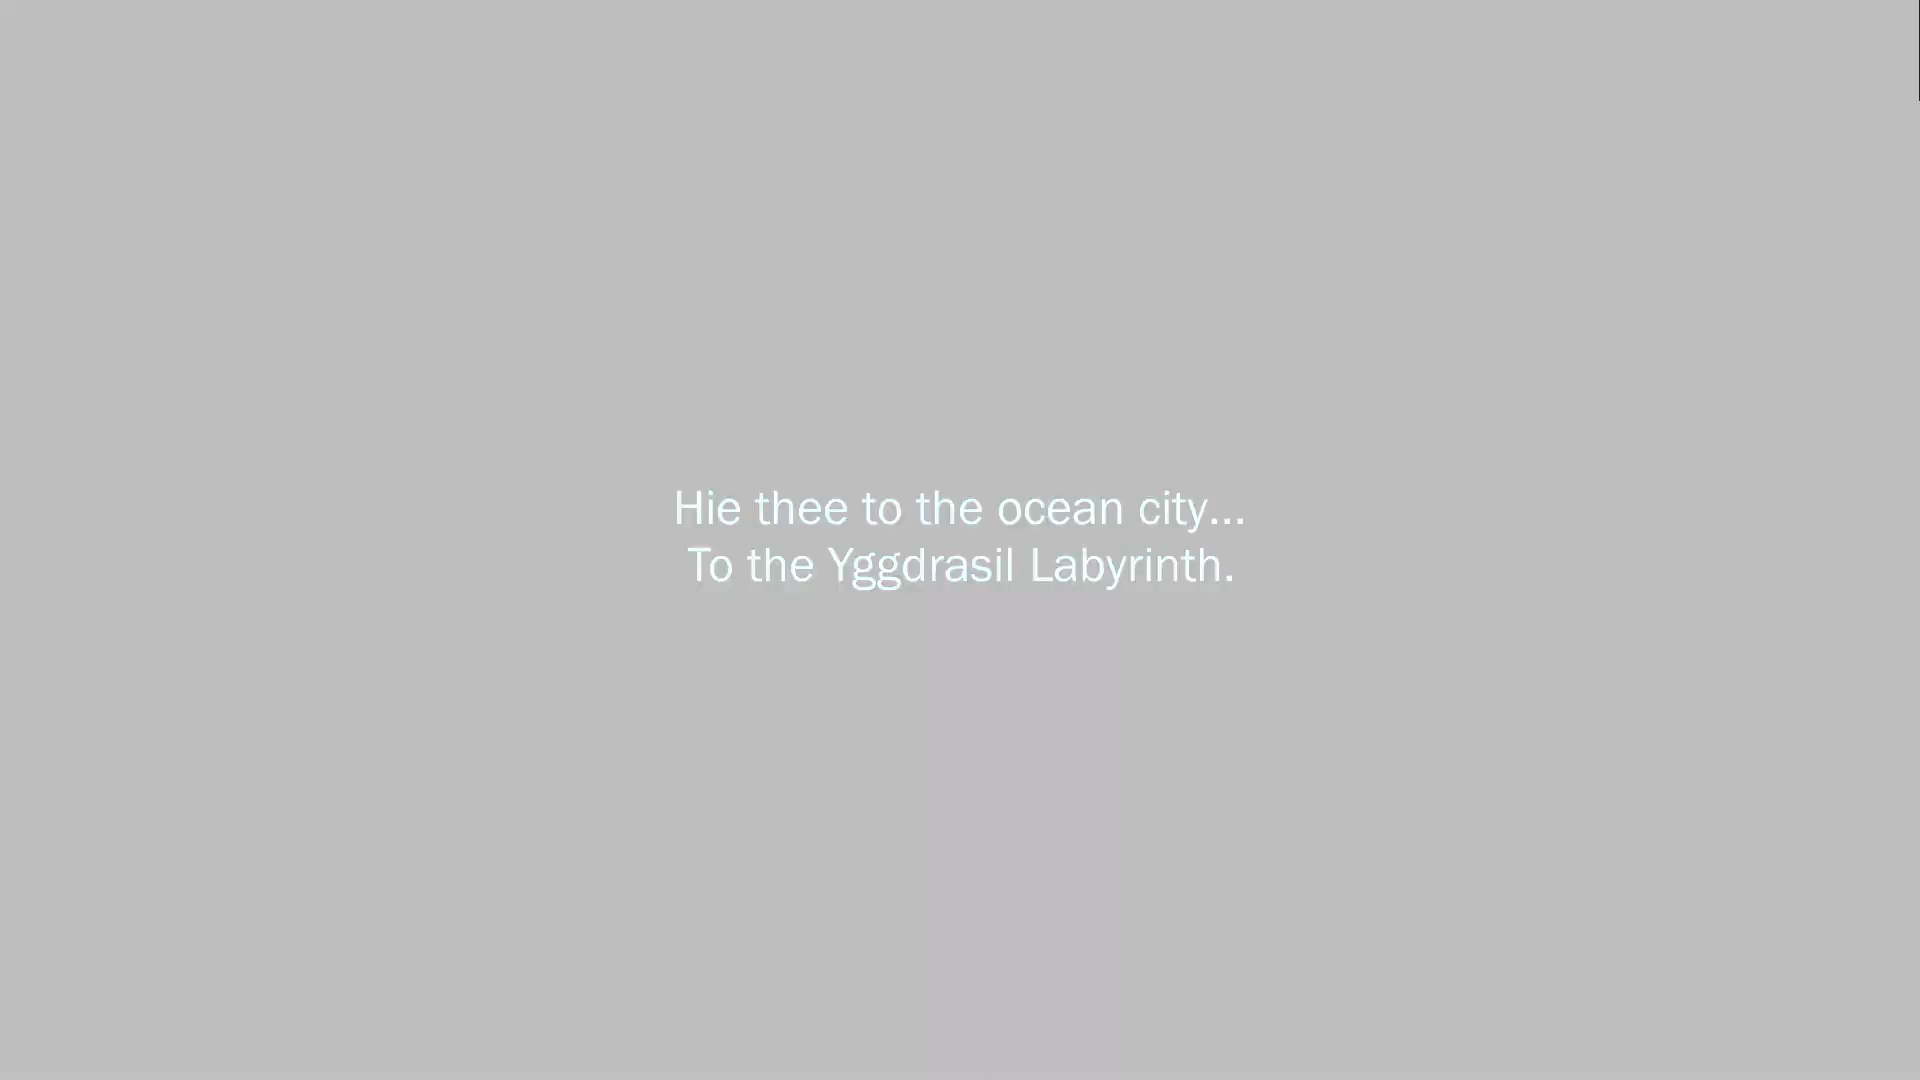 Hie thee to the ocean city...
To the Yggdrasil Labyrinth.